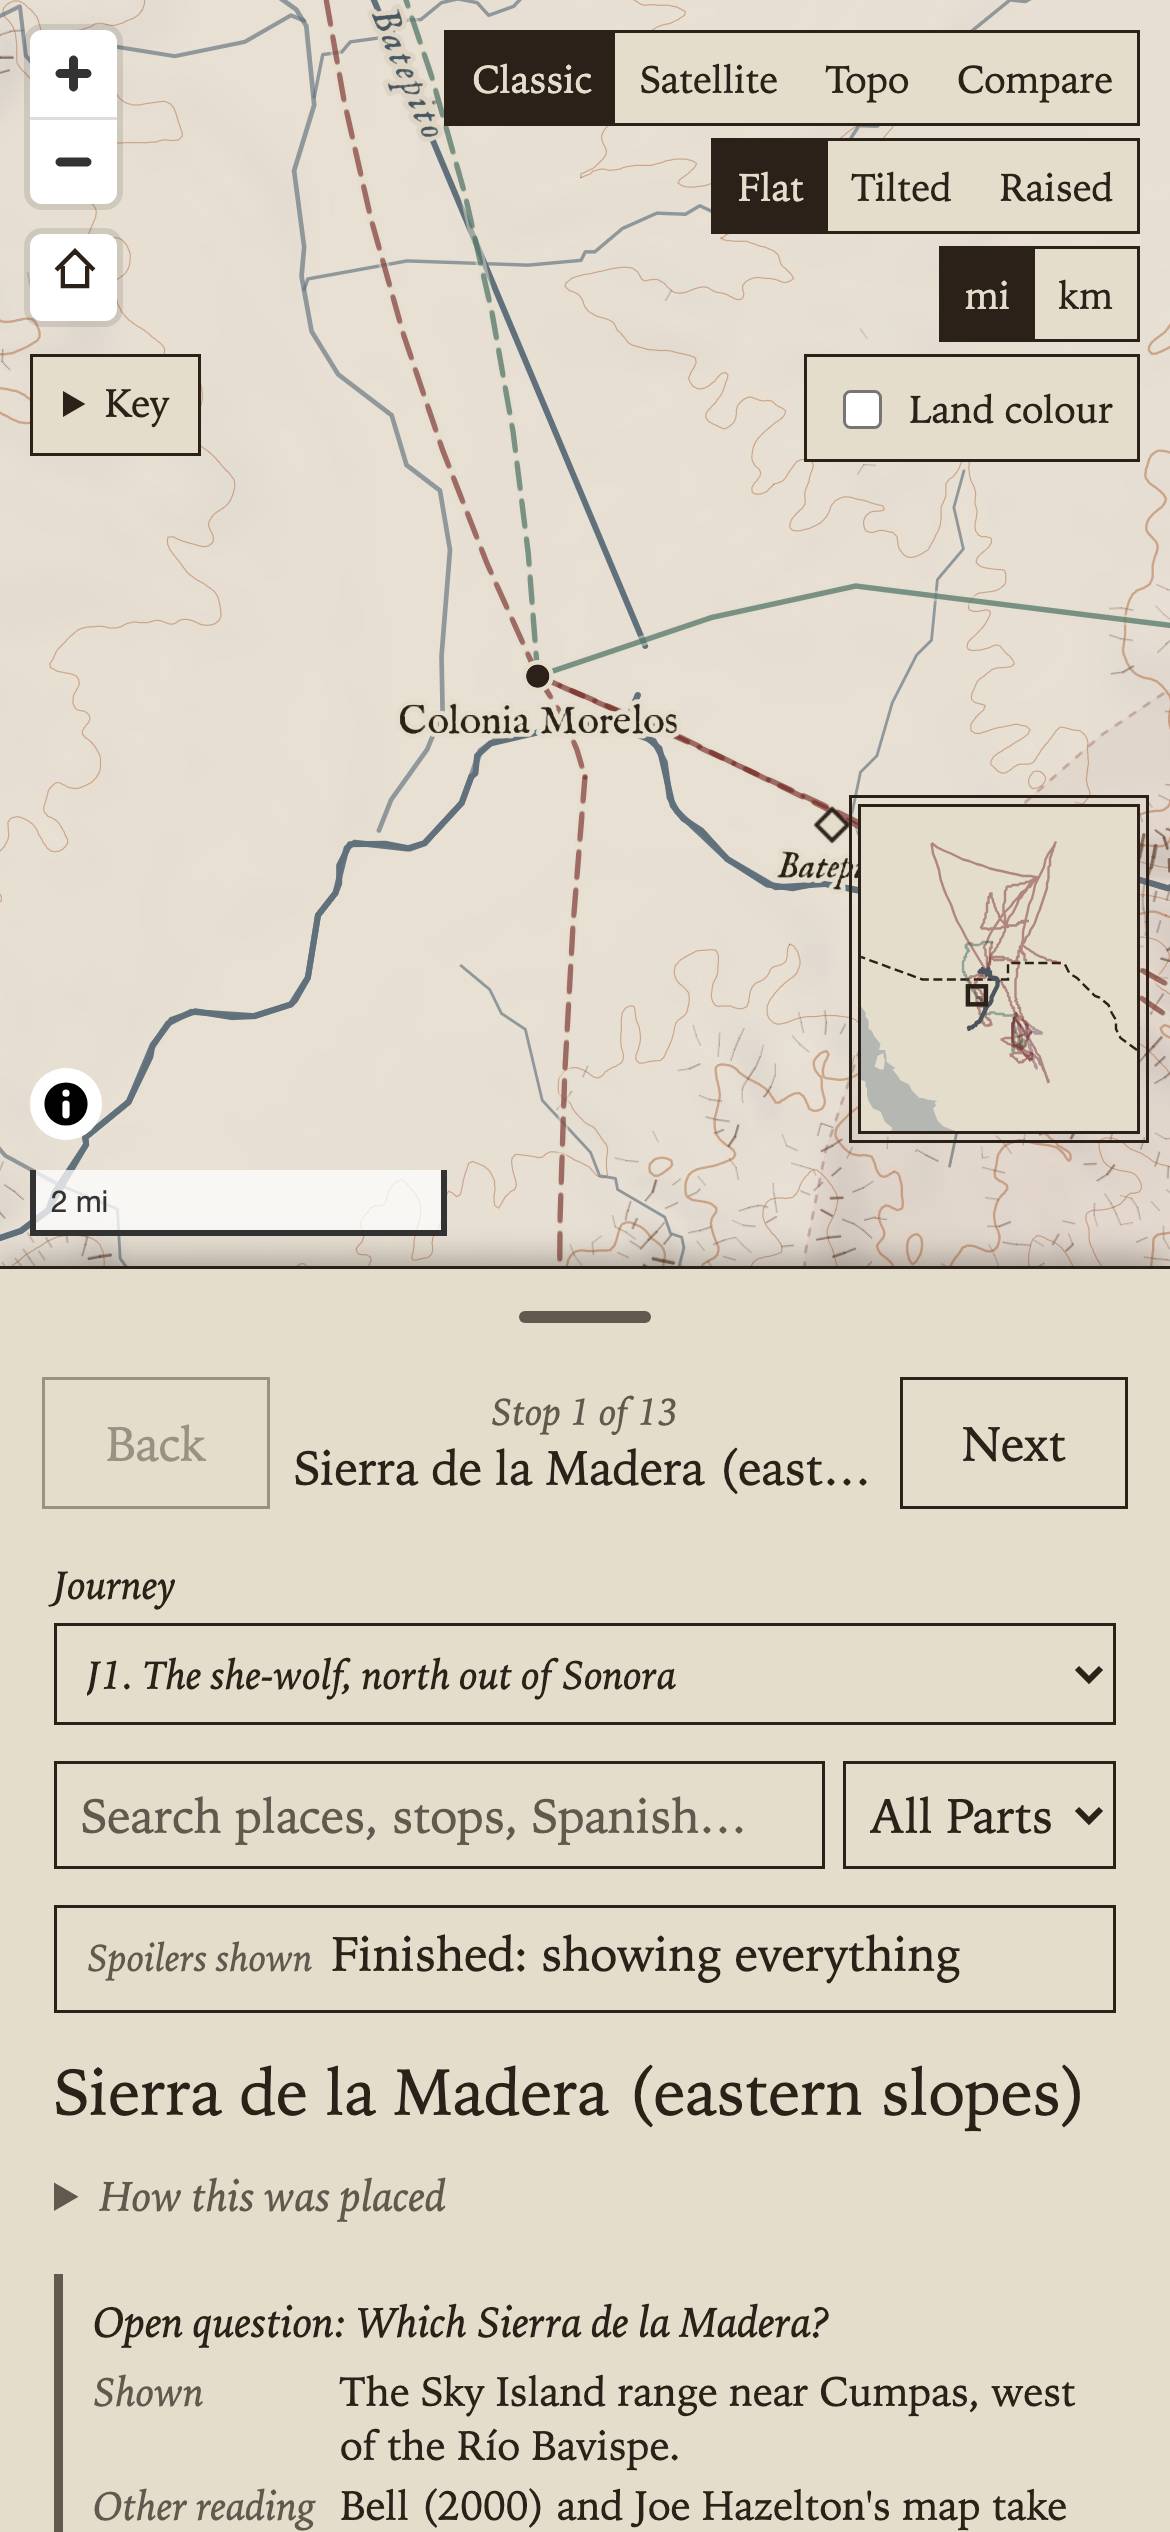 Batepito
Classic Satellite Topo Compare
Flat Tilted Raised
mi km
Key
Land colour
Colonia Morelos
2 mi
Back
Stop 1 of 13
Sierra de la Madera (east…
Next
Journey
J1. The she-wolf, north out of Sonora
Search places, stops, Spanish…
All Parts
Spoilers shown Finished: showing everything
Sierra de la Madera (eastern slopes)
How this was placed
Open question: Which Sierra de la Madera?
Shown The Sky Island range near Cumpas, west
of the Río Bavispe.
Other reading Bell (2000) and Joe Hazelton's map take